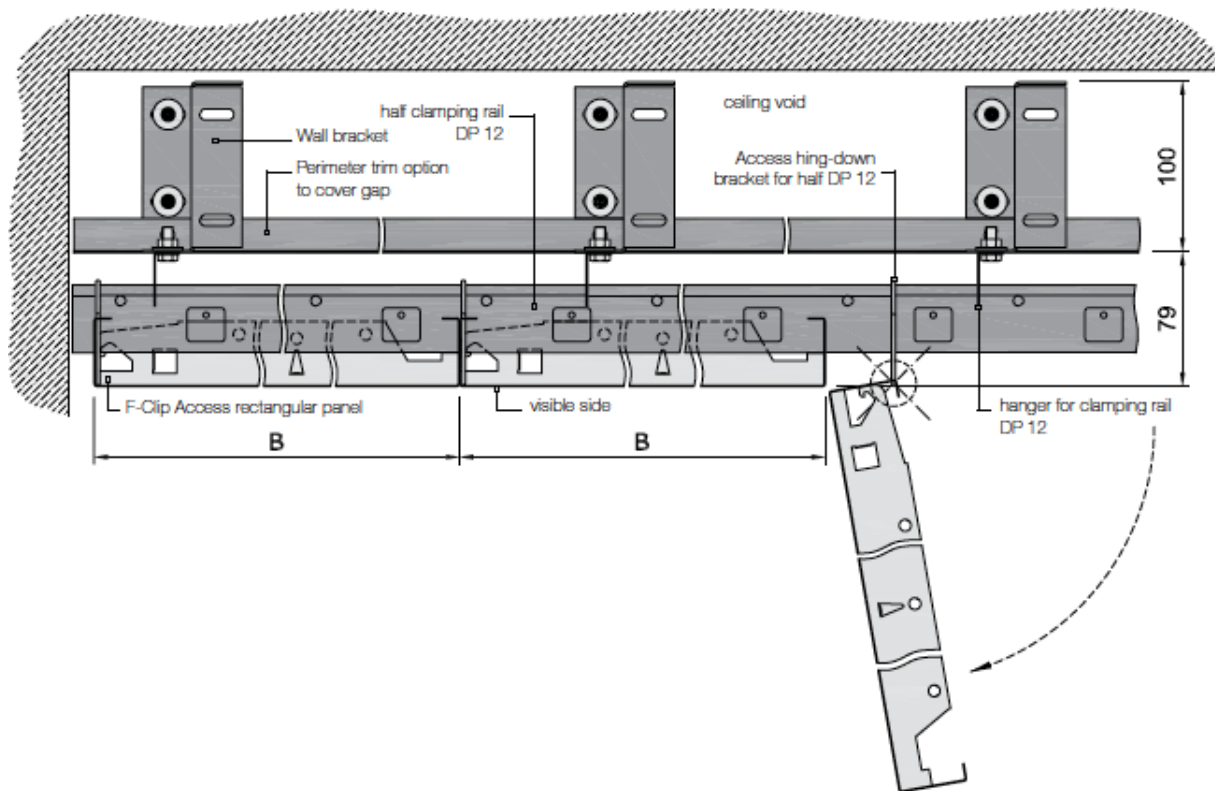 half clamping rail
DP 12
ceiling void
Wall bracket
Perimeter trim option
to cover gap
Access hing-down
bracket for half DP 12
100
79
F-Clip Access rectangular panel
visible side
hanger for clamping rail
DP 12
B
B